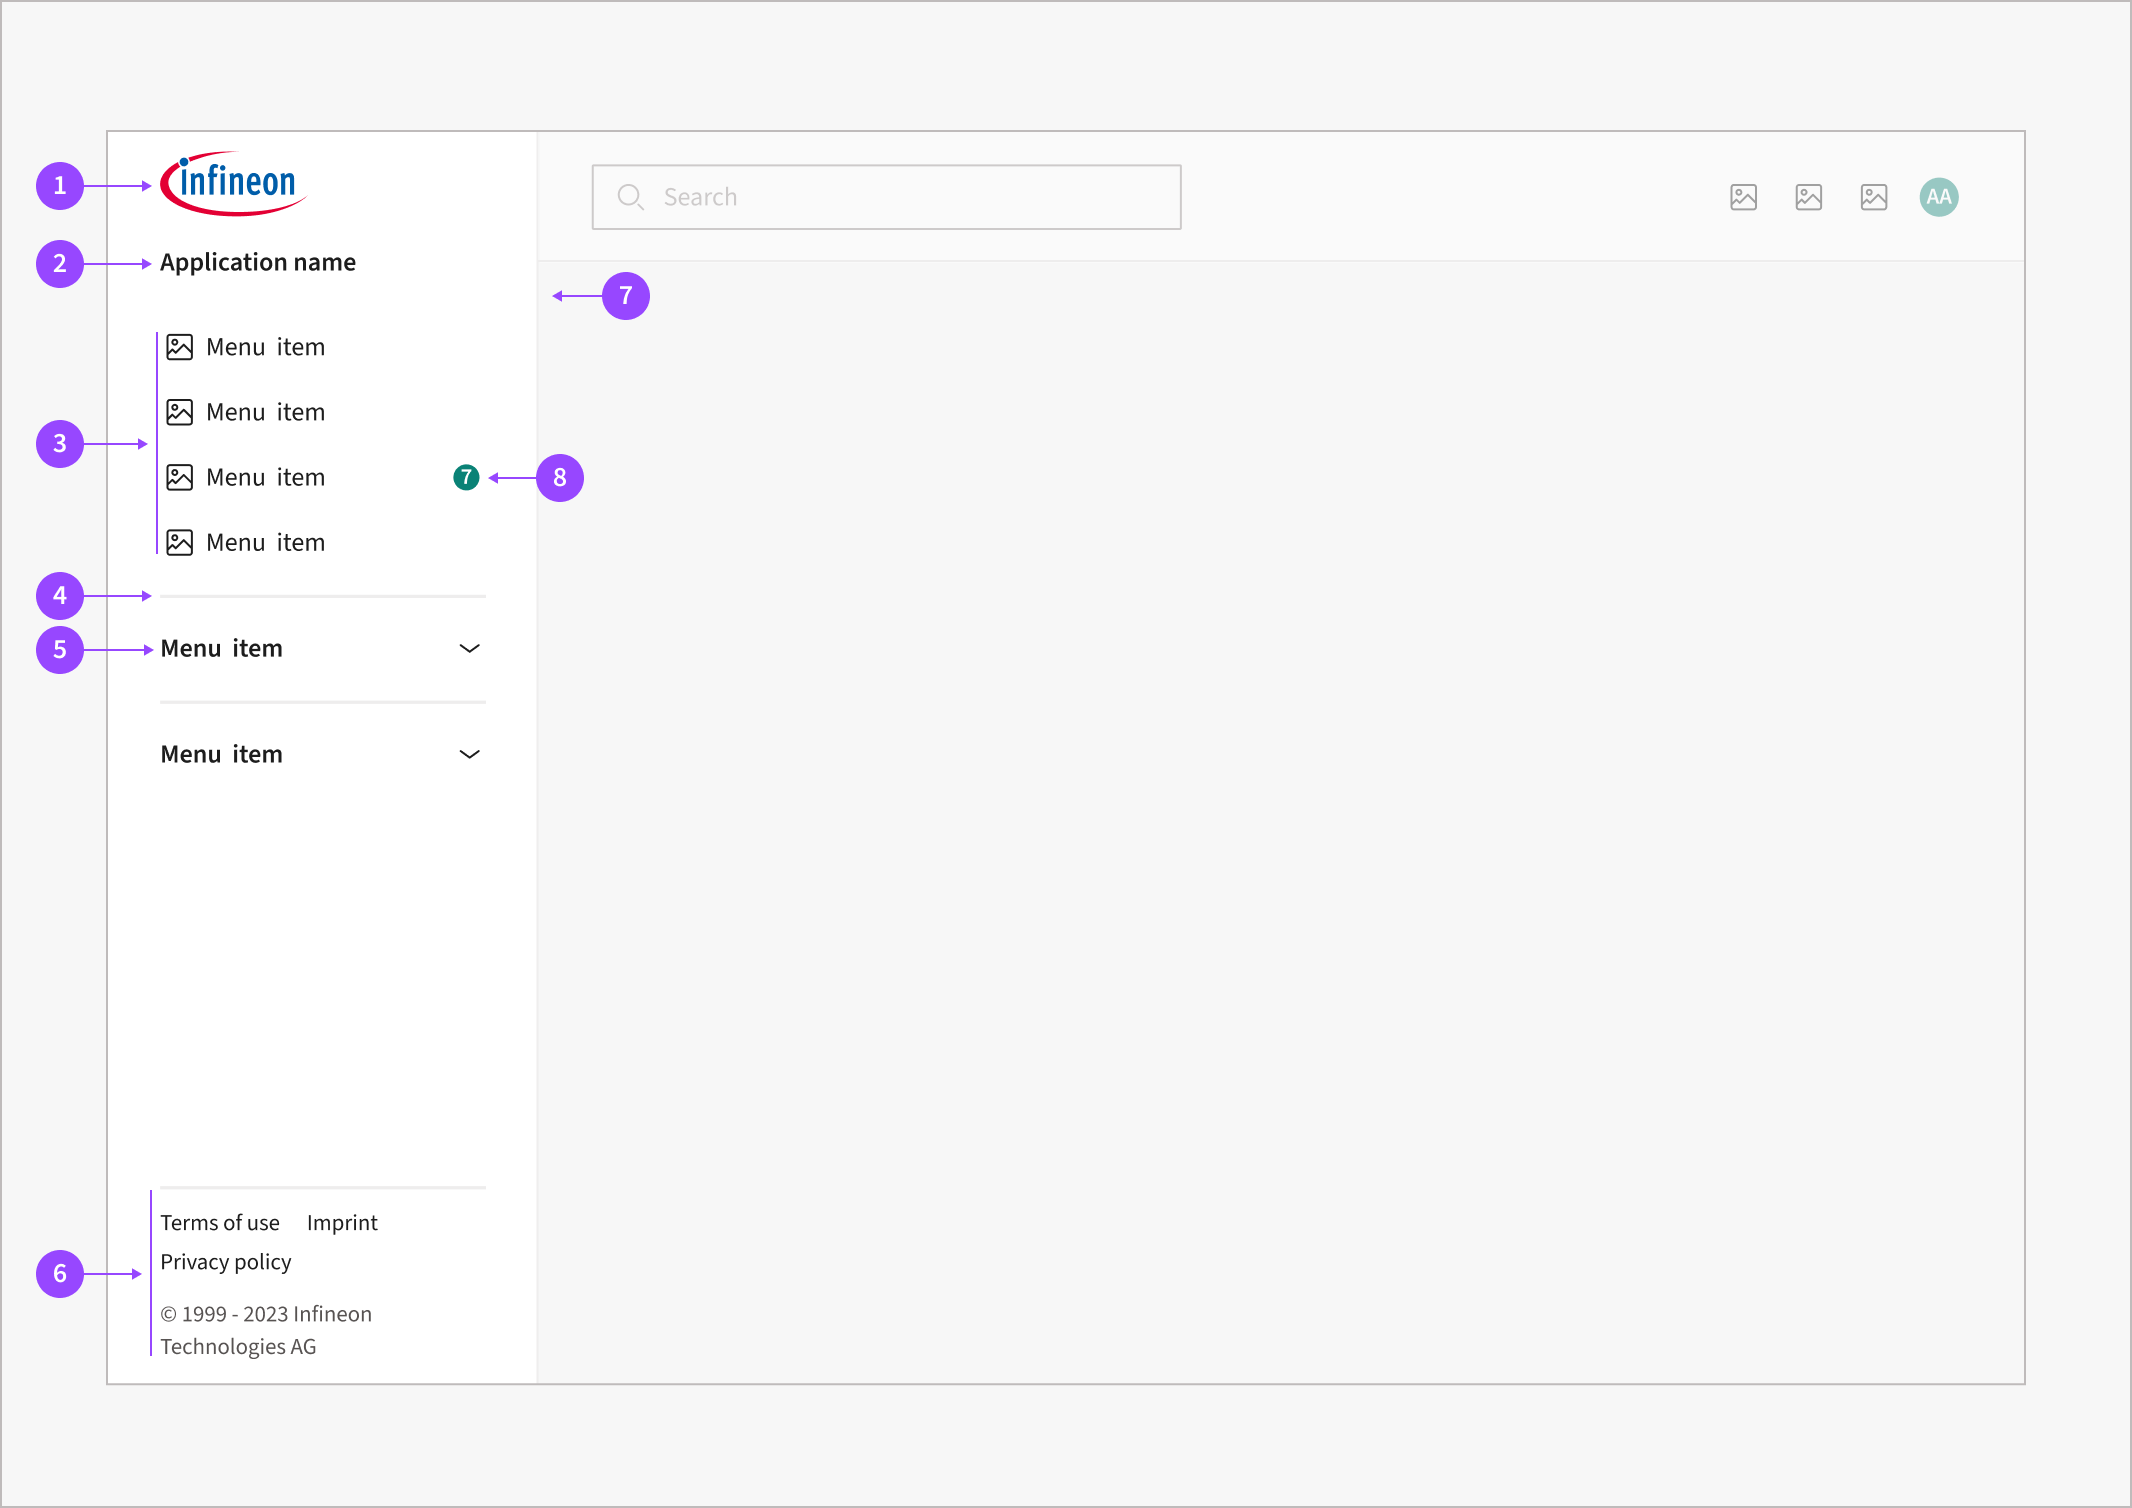 1
infineon
Search
AA
2
Application name
7
Menu item
Menu item
3
Menu item
7
8
Menu item
4
5
Menu item
Menu item
Terms of use Imprint
Privacy policy
6
© 1999 - 2023 Infineon
Technologies AG